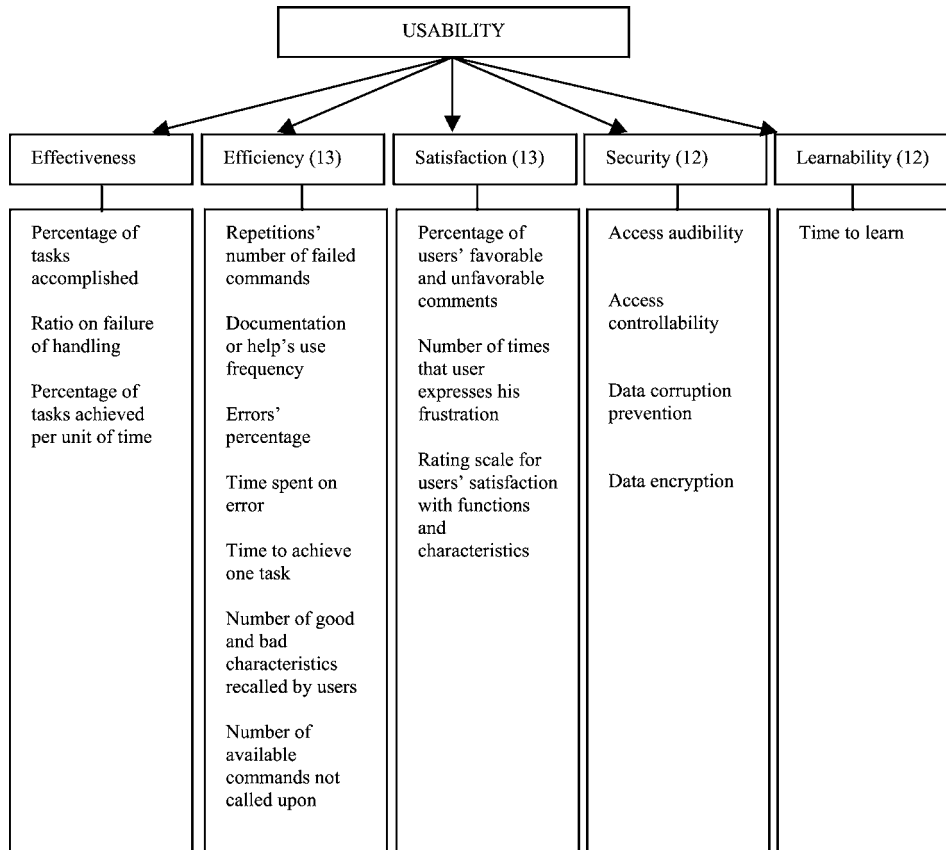 USABILITY
Effectiveness
Efficiency (13)
Satisfaction (13)
Security (12)
Learnability (12)
Percentage of
tasks
accomplished
Ratio on failure
of handling
Percentage of
tasks achieved
per unit of time
Repetitions’
number of failed
commands
Documentation
or help’s use
frequency
Errors’
percentage
Time spent on
error
Time to achieve
one task
Number of good
and bad
characteristics
recalled by users
Number of
available
commands not
called upon
Percentage of
users’ favorable
and unfavorable
comments
Number of times
that user
expresses his
frustration
Rating scale for
users’ satisfaction
with functions
and
characteristics
Access audibility
Access
controllability
Data corruption
prevention
Data encryption
Time to learn